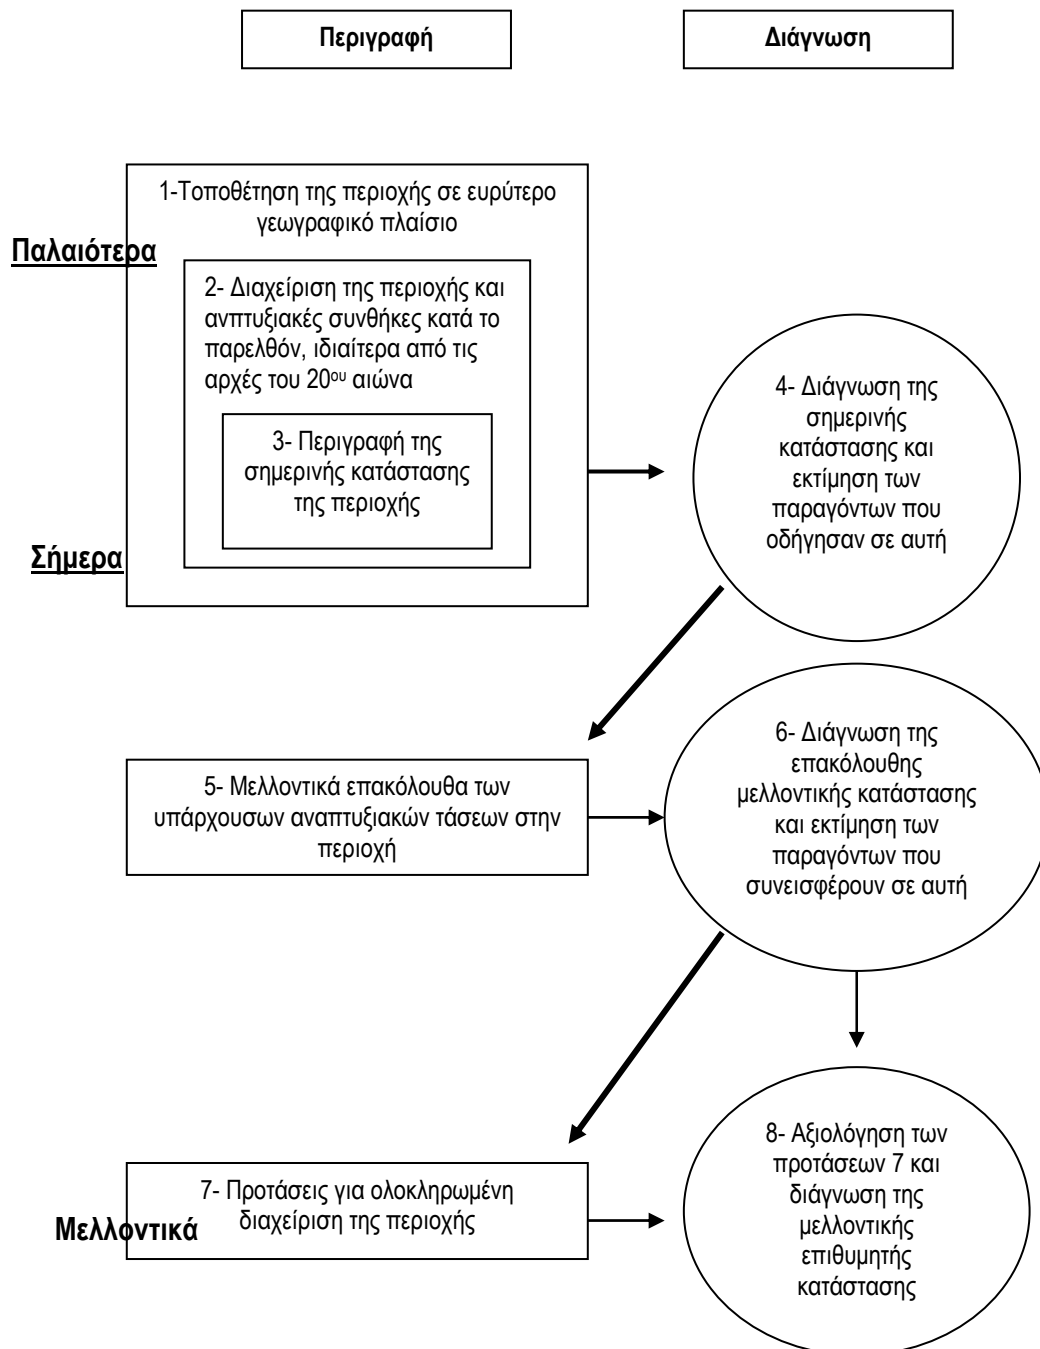 Περιγραφή
Διάγνωση
1-Τοποθέτηση της περιοχής σε ευρύτερο
γεωγραφικό πλαίσιο
Παλαιότερα
2- Διαχείριση της περιοχής και
ανπτυξιακές συνθήκες κατά το
παρελθόν, ιδιαίτερα από τις
αρχές του 20ου αιώνα
3- Περιγραφή της
σημερινής κατάστασης
της περιοχής
Σήμερα
4- Διάγνωση της
σημερινής
κατάστασης και
εκτίμηση των
παραγόντων που
οδήγησαν σε αυτή
5- Μελλοντικά επακόλουθα των
υπάρχουσων αναπτυξιακών τάσεων στην
περιοχή
6- Διάγνωση της
επακόλουθης
μελλοντικής κατάστασης
και εκτίμηση των
παραγόντων που
συνεισφέρουν σε αυτή
7- Προτάσεις για ολοκληρωμένη
διαχείριση της περιοχής
Μελλοντικά
8- Αξιολόγηση των
προτάσεων 7 και
διάγνωση της
μελλοντικής
επιθυμητής
κατάστασης